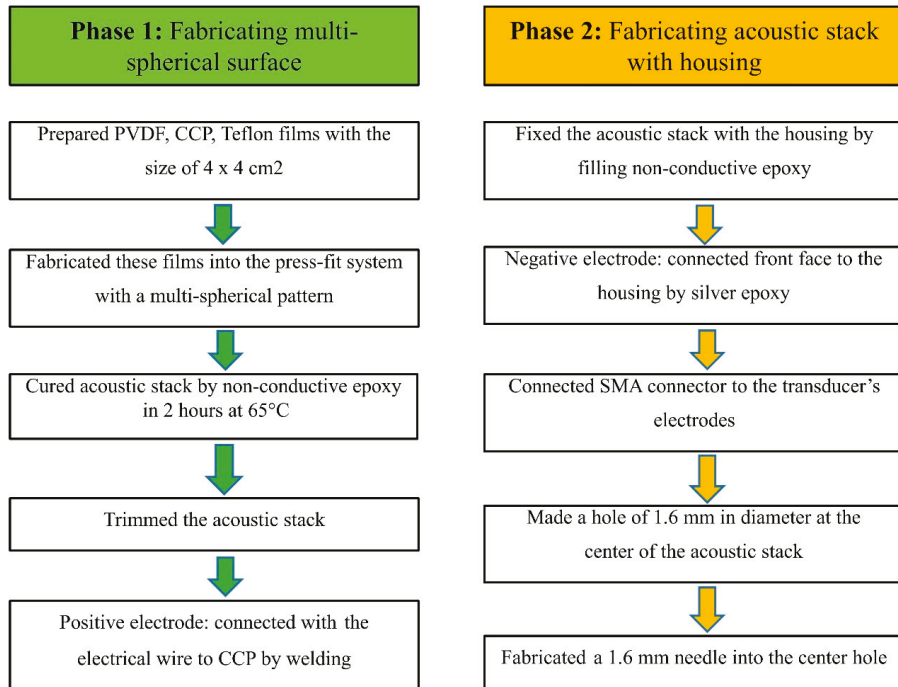 Phase 1: Fabricating multi-
spherical surface
Prepared PVDF, CCP, Teflon films with the
size of 4 x 4 cm2
Fabricated these films into the press-fit system
with a multi-spherical pattern
Cured acoustic stack by non-conductive epoxy
in 2 hours at 65°C
Trimmed the acoustic stack
Positive electrode: connected with the
electrical wire to CCP by welding
Phase 2: Fabricating acoustic stack
with housing
Fixed the acoustic stack with the housing by
filling non-conductive epoxy
Negative electrode: connected front face to the
housing by silver epoxy
Connected SMA connector to the transducer's
electrodes
Made a hole of 1.6 mm in diameter at the
center of the acoustic stack
Fabricated a 1.6 mm needle into the center hole